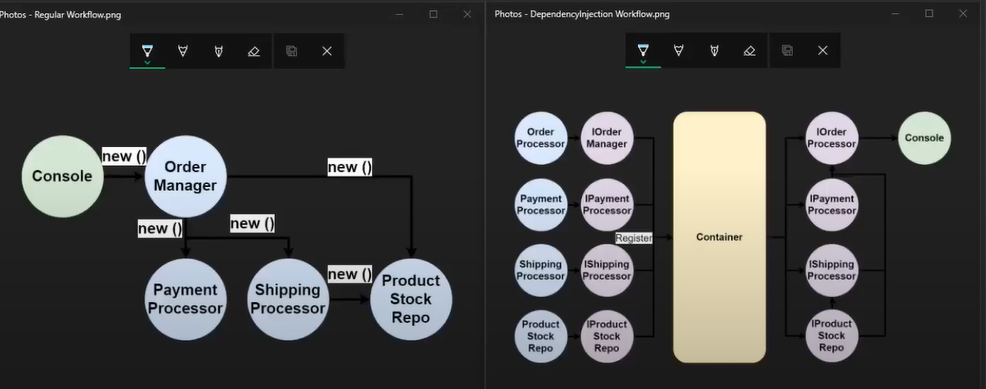 Photos - Regular Workflow.png
Photos - DependencyInjection Workflow.png
Console
new ()
Order
Manager
new ()
new ()
new ()
Payment
Processor
Shipping
Processor
new ()
Product
Stock
Repo
Order
Processor
IOrder
Manager
Payment
Processor
IPayment
Processor
Register
Shipping
Processor
IShipping
Processor
Product
Stock
Repo
IProduct
Stock
Repo
Container
IOrder
Processor
Console
IPayment
Processor
IShipping
Processor
IProduct
Stock
Repo